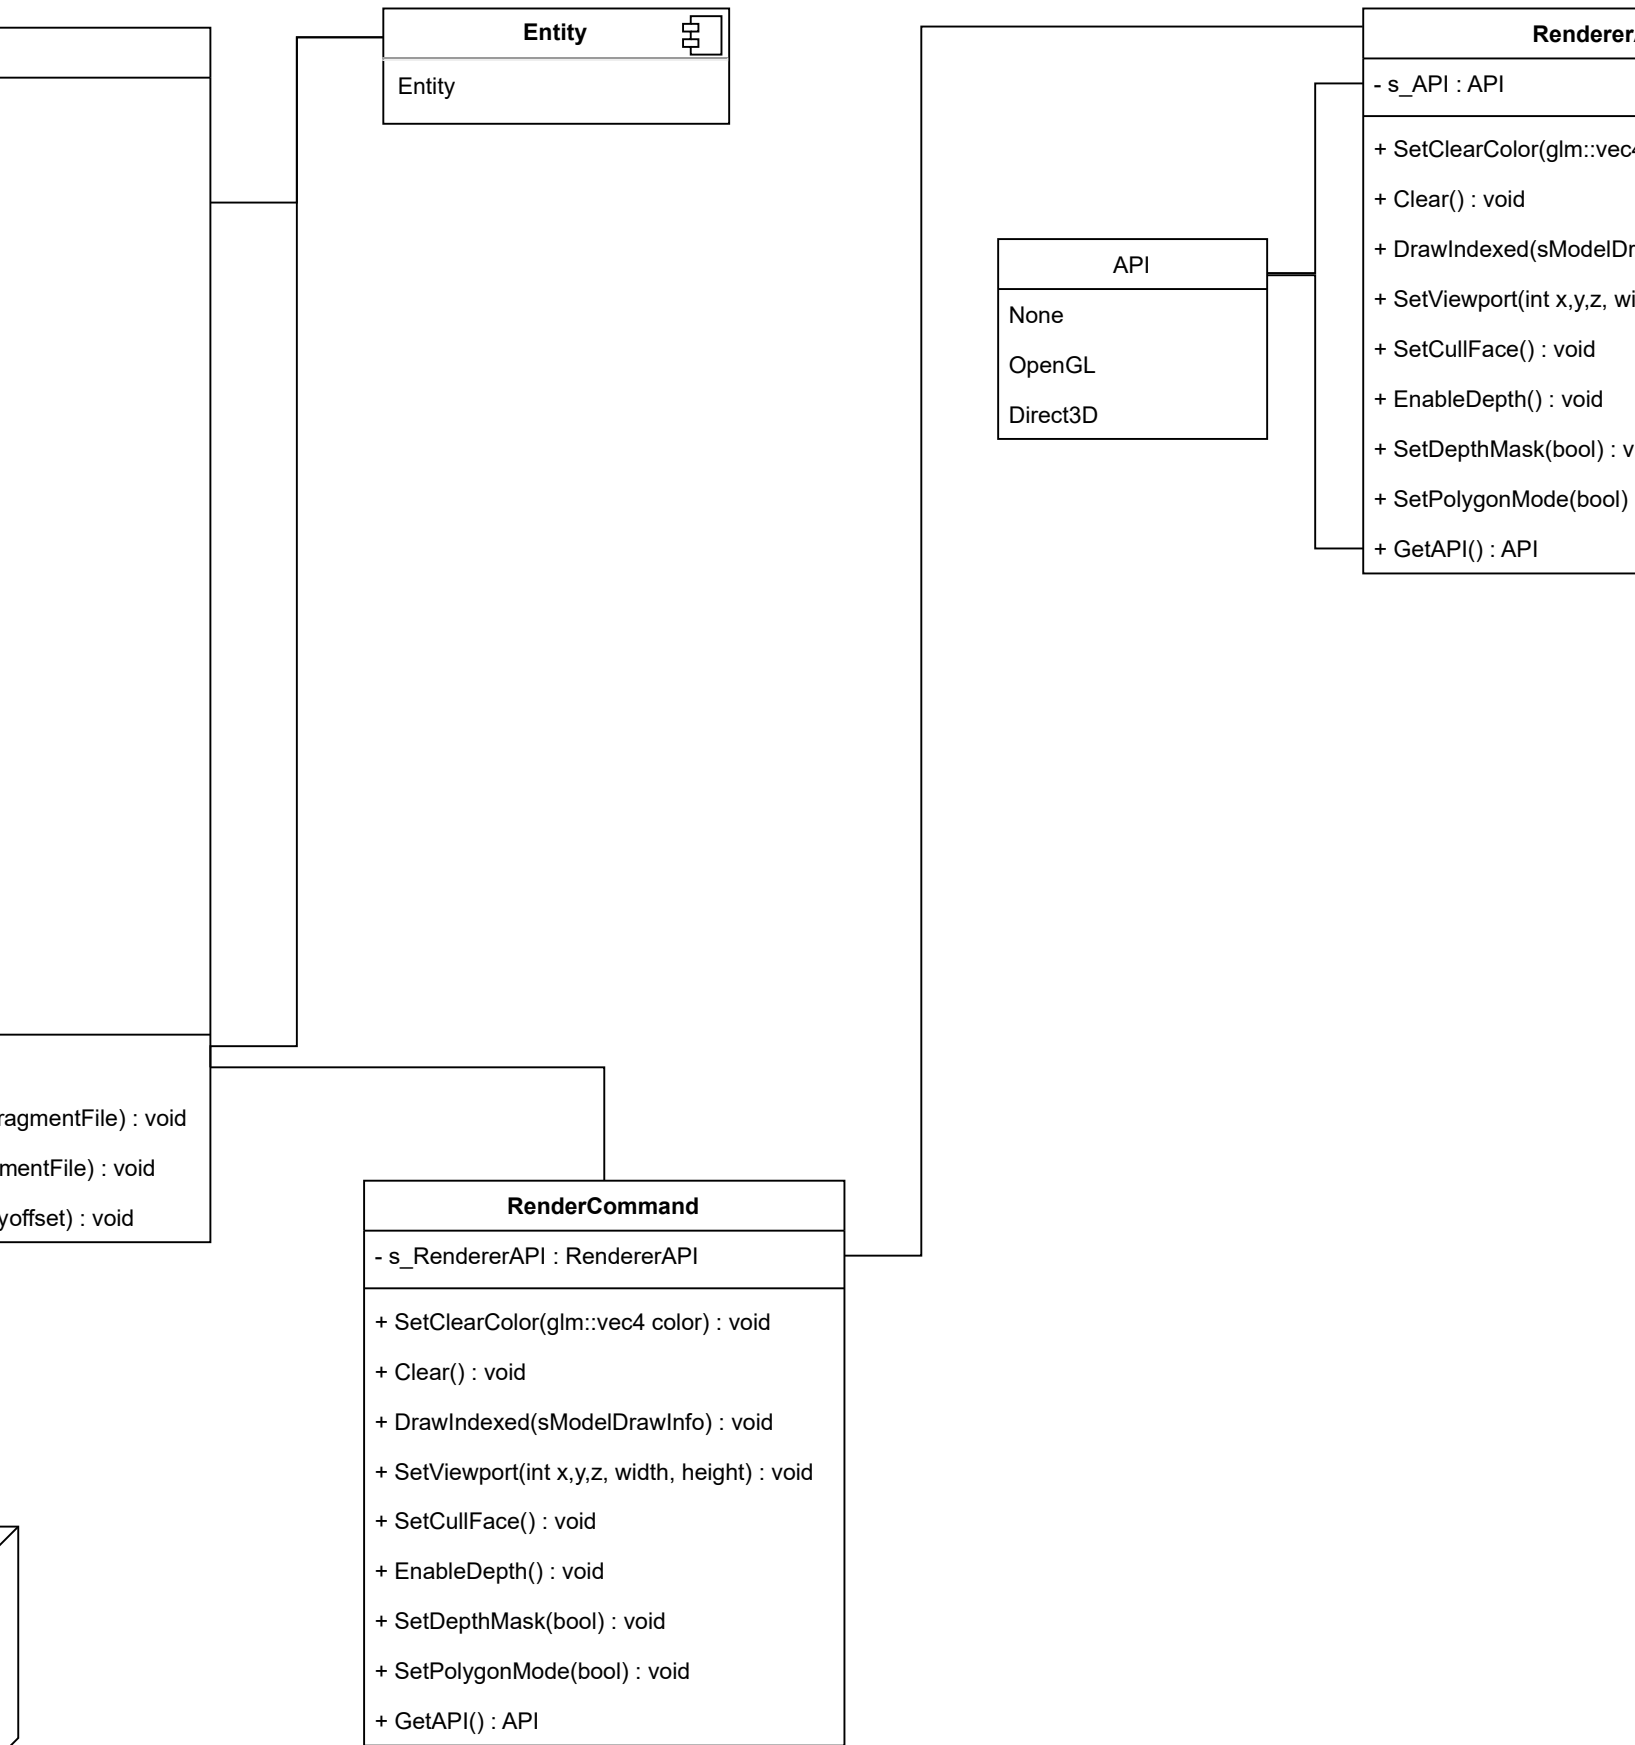 Entity
Entity
- s_API : API
+ SetClearColor(glm::vec4
+ Clear() : void
+ DrawIndexed(sModelDr
+ SetViewport(int x,y,z, wi
+ SetCullFace() : void
+ EnableDepth() : void
+ SetDepthMask(bool) : v
+ SetPolygonMode(bool)
+ GetAPI() : API
API
None
OpenGL
Direct3D
ragmentFile) : void
mentFile) : void
yoffset) : void
RenderCommand
- s_RendererAPI : RendererAPI
+ SetClearColor(glm::vec4 color) : void
+ Clear() : void
+ DrawIndexed(sModelDrawInfo) : void
+ SetViewport(int x,y,z, width, height) : void
+ SetCullFace() : void
+ EnableDepth() : void
+ SetDepthMask(bool) : void
+ SetPolygonMode(bool) : void
+ GetAPI() : API